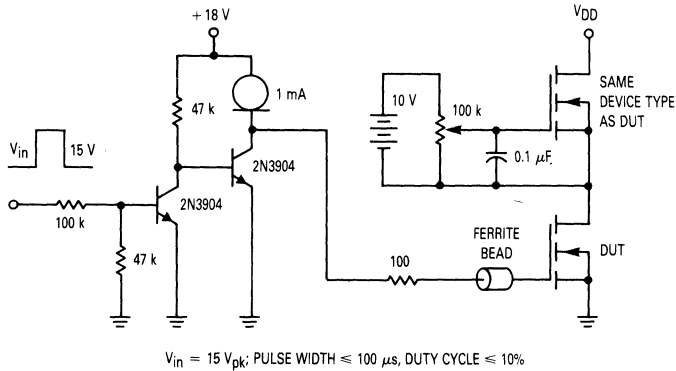 + 18 V
V_DD
1 mA
47 k
10 V
100 k
SAME
DEVICE TYPE
AS DUT
V_in
15 V
2N3904
0.1 μF
2N3904
100 k
47 k
FERRITE
BEAD
DUT
100
V_in = 15 V_pk; PULSE WIDTH ≤ 100 μs, DUTY CYCLE ≤ 10%